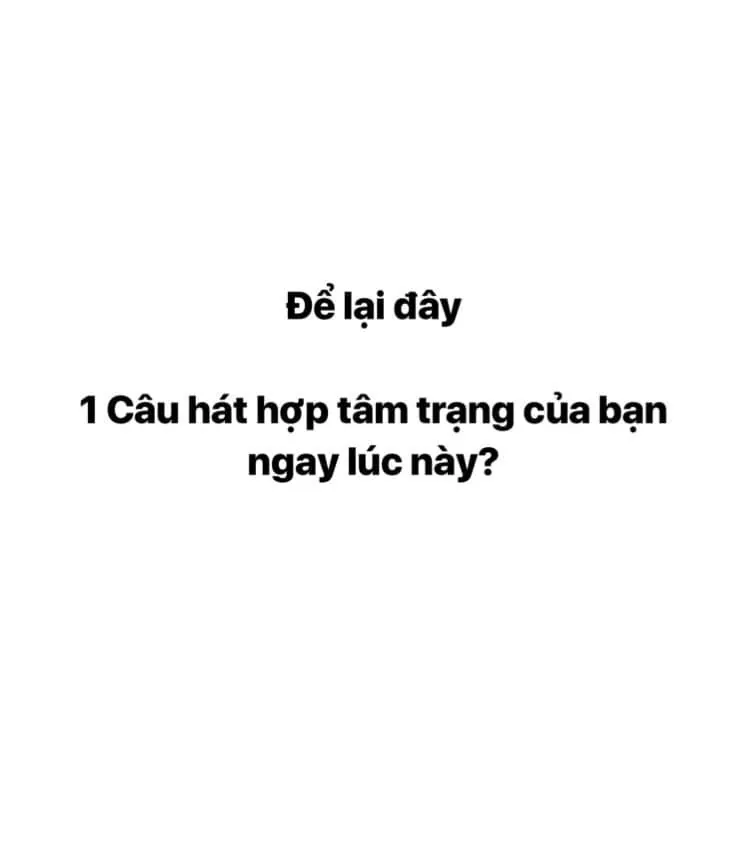 Để lại đây
1 Câu hát hợp tâm trạng của bạn
ngay lúc này?